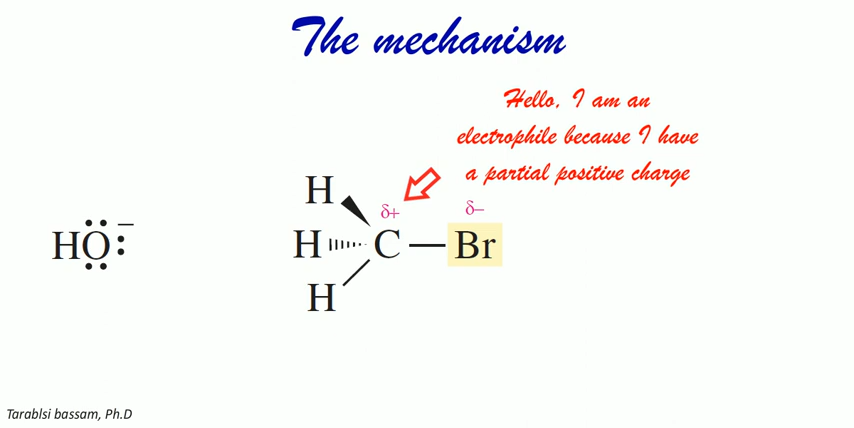 The mechanism
Hello, I am an
electrophile because I have
a partial positive charge
H
δ+
δ−
HO:−
H
C
Br
H
Tarablsi bassam, Ph.D